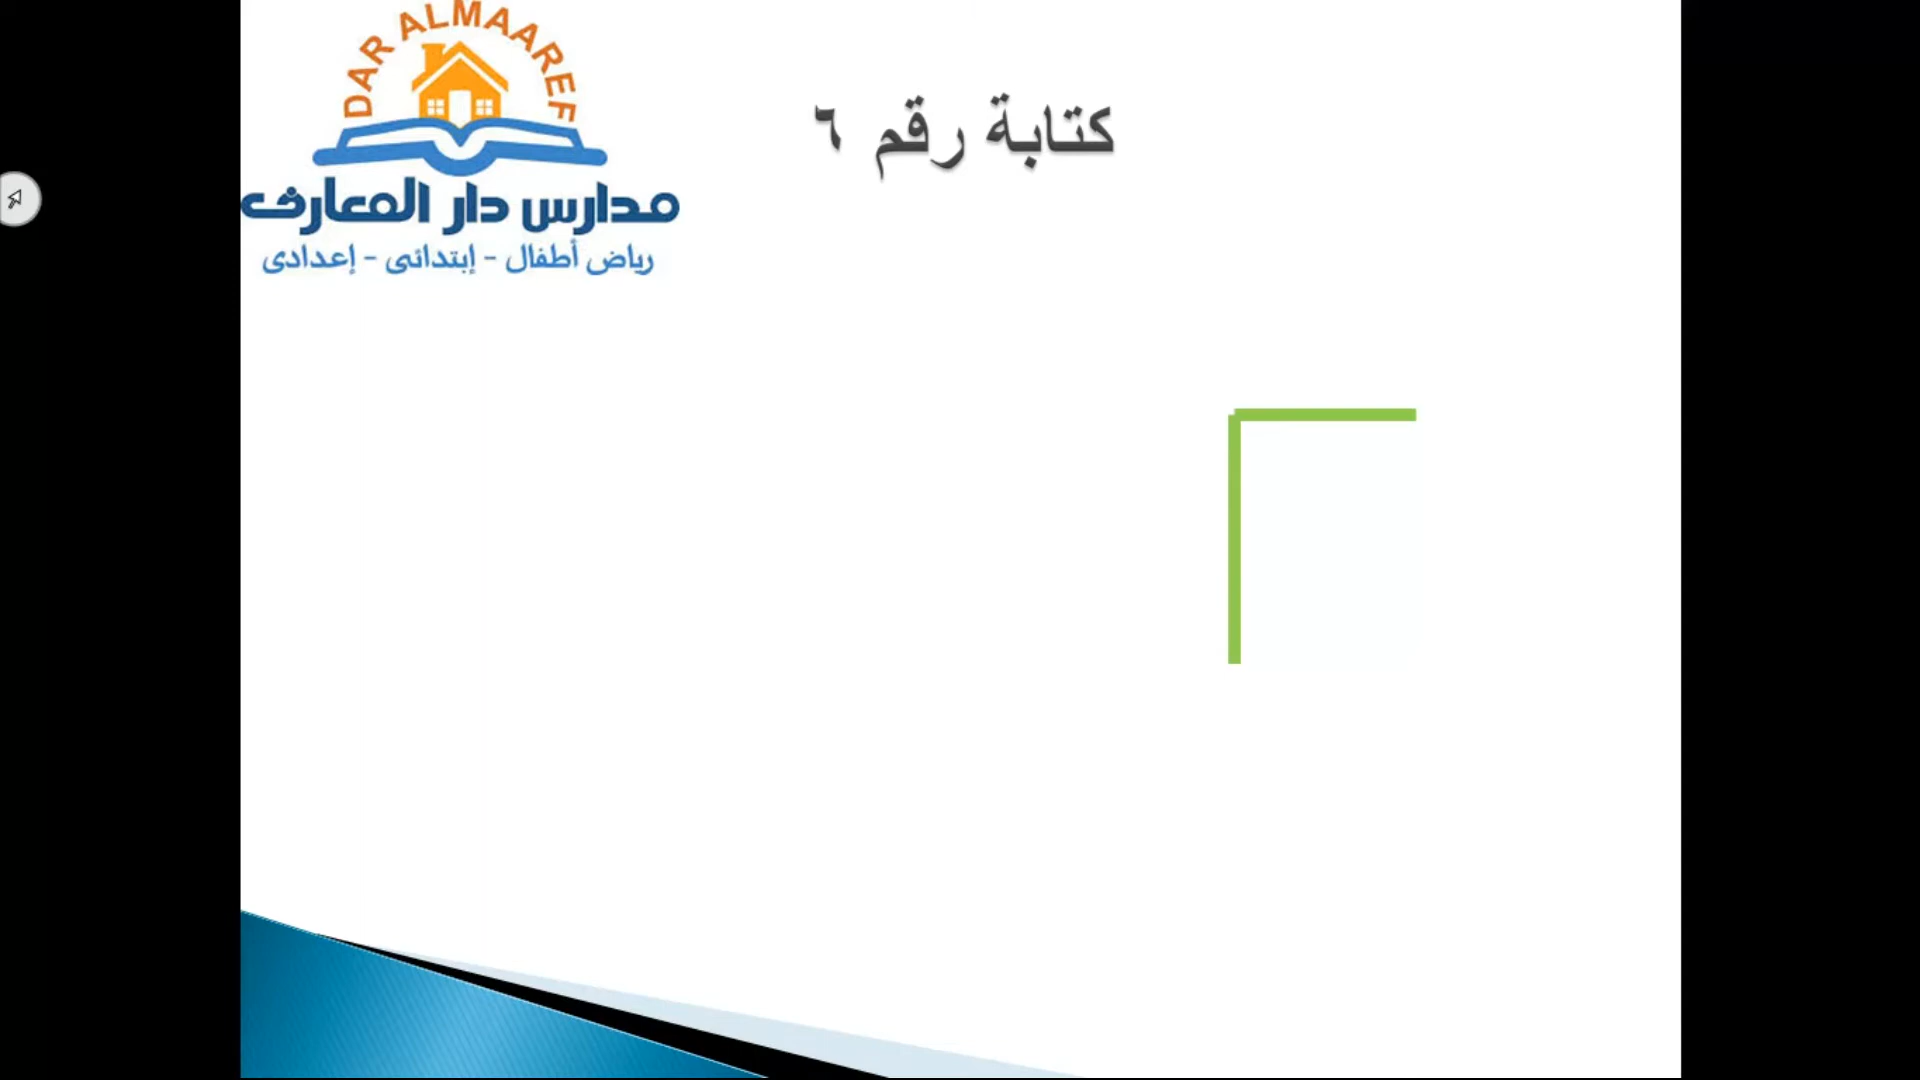 DAR ALMAAREF
مدارس دار المعارف
رياض أطفال - إبتدائى - إعدادى
كتابة رقم ٦